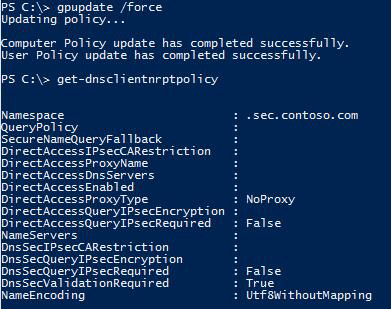 PS C:\> gpupdate /force
Updating policy...
Computer Policy update has completed successfully.
User Policy update has completed successfully.
PS C:\> get-dnsclientnrptpolicy
Namespace : .sec.contoso.com
QueryPolicy :
SecureNameQueryFallback :
DirectAccessIPsecCARestriction :
DirectAccessProxyName :
DirectAccessDnsServers :
DirectAccessEnabled :
DirectAccessProxyType : NoProxy
DirectAccessQueryIPsecEncryption :
DirectAccessQueryIPsecRequired : False
NameServers :
DnsSecIPsecCARestriction :
DnsSecQueryIPsecEncryption :
DnsSecQueryIPsecRequired : False
DnsSecValidationRequired : True
NameEncoding : Utf8WithoutMapping